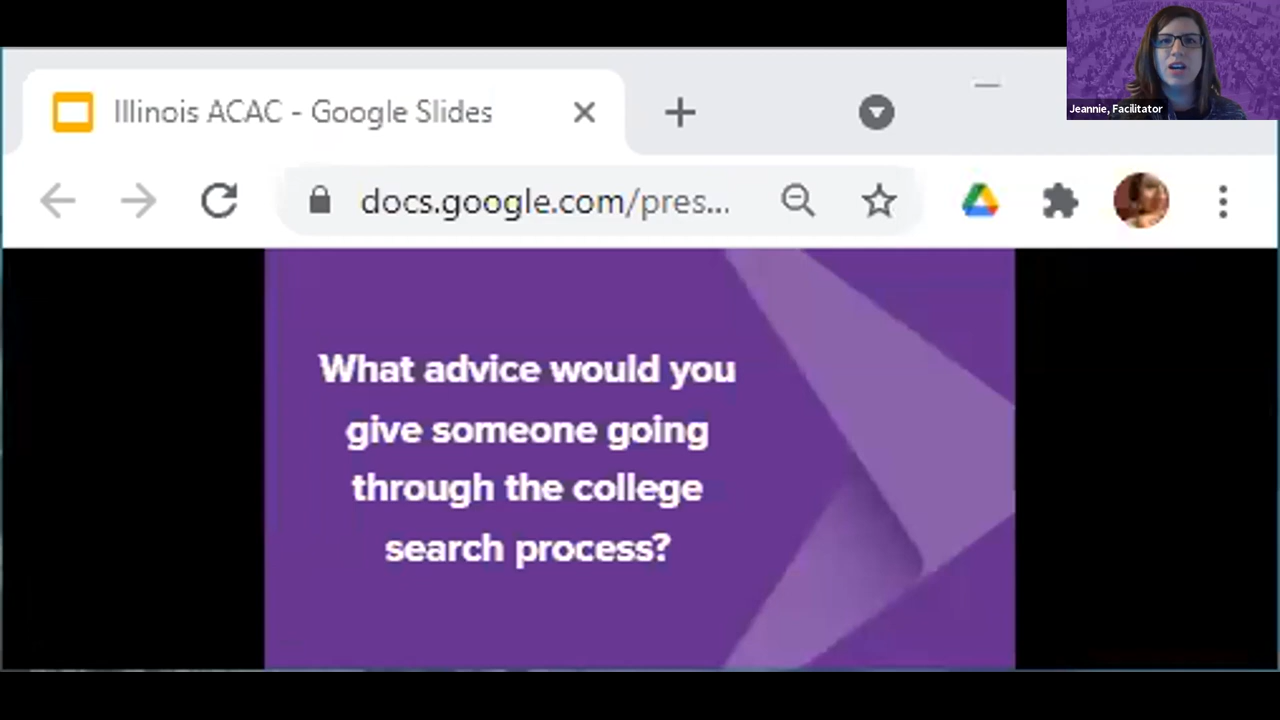 Illinois ACAC - Google Slides
Jeannie, Facilitator
docs.google.com/pres...
What advice would you
give someone going
through the college
search process?